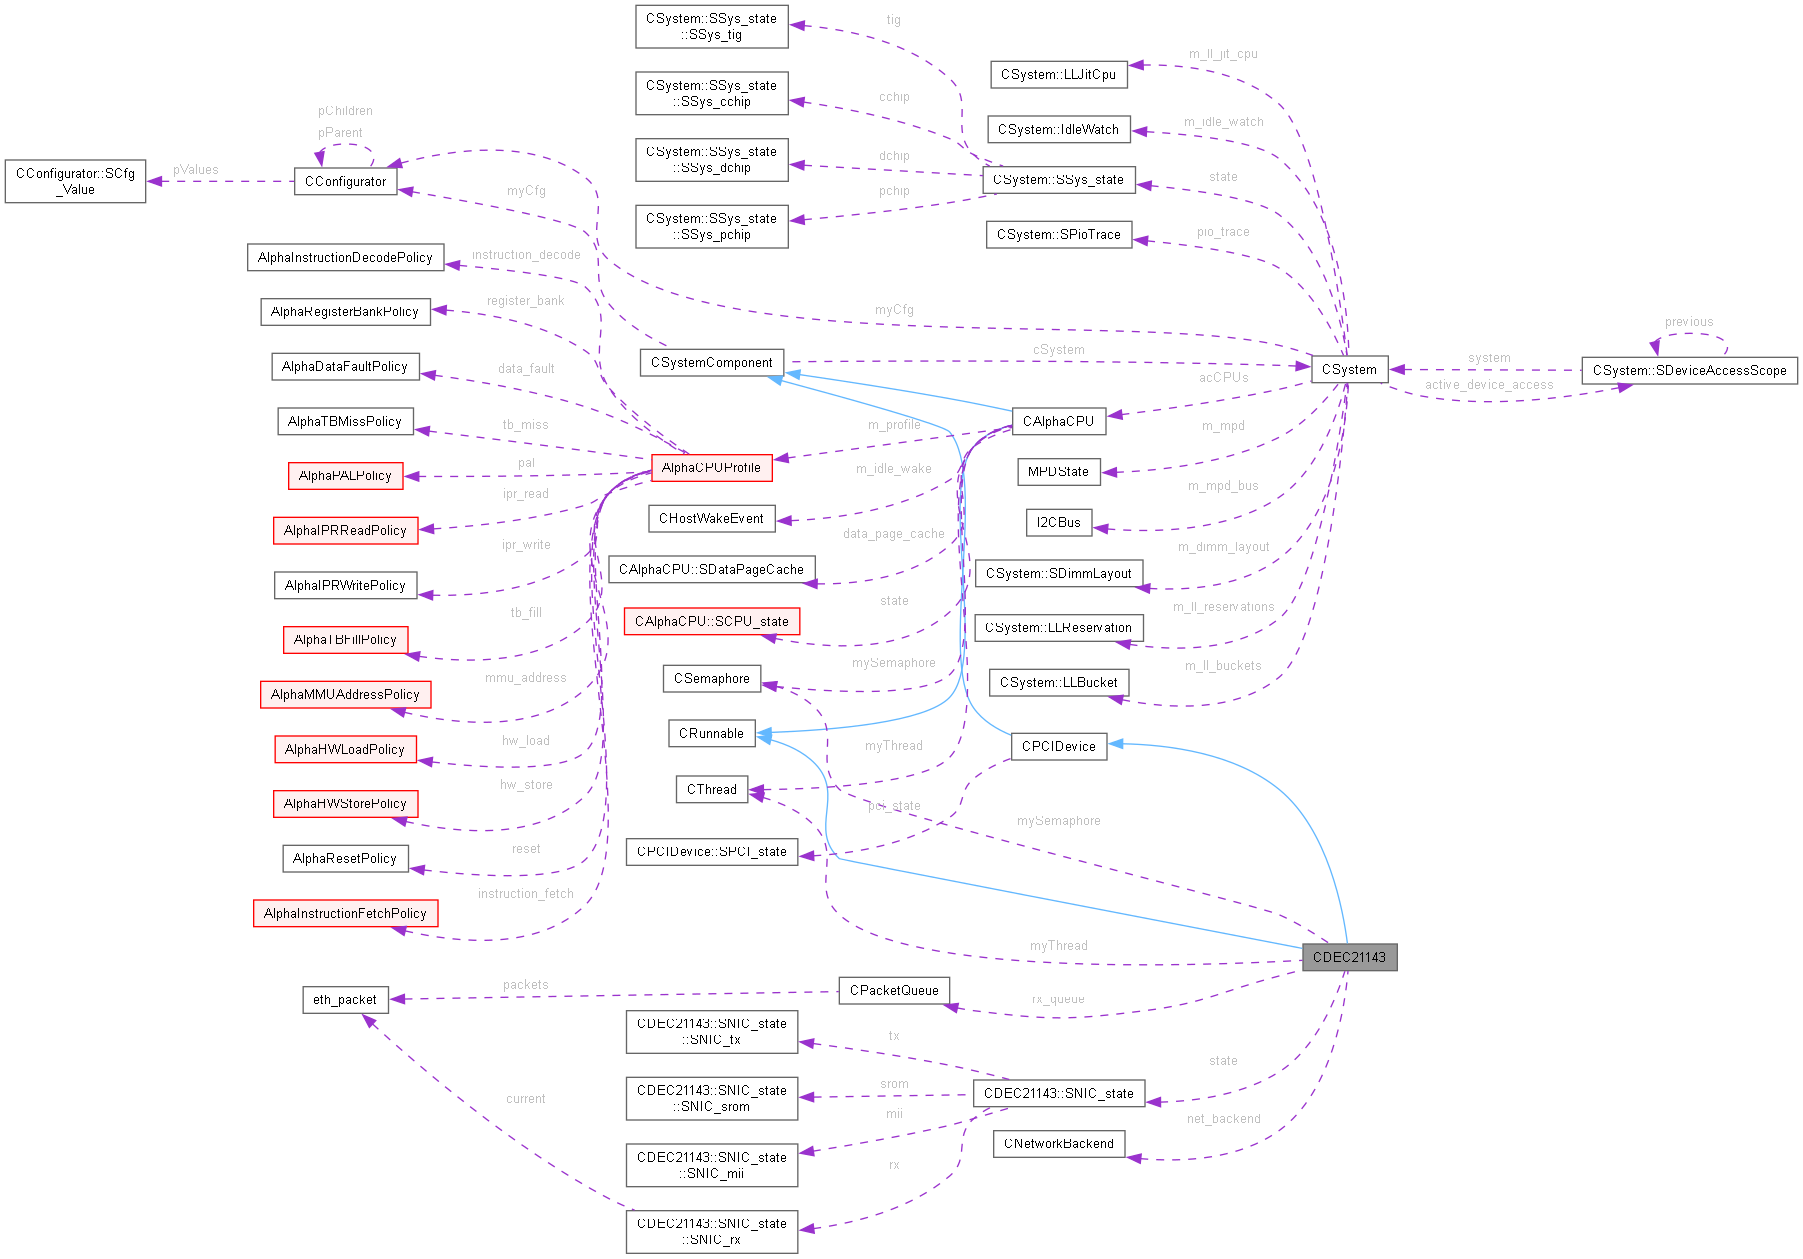 CSystem::SSys_state
::SSys_tig
tig
m_ll_jit_cpu
CSystem::LLJitCpu
CSystem::SSys_state
::SSys_cchip
cchip
pChildren
m_idle_watch
CSystem::IdleWatch
pParent
CSystem::SSys_state
::SSys_dchip
dchip
CConfigurator::SCfg
_Value
pValues
CConfigurator
myCfg
CSystem::SSys_state
state
pchip
CSystem::SSys_state
::SSys_pchip
CSystem::SPioTrace
pio_trace
AlphaInstructionDecodePolicy
instruction_decode
AlphaRegisterBankPolicy
register_bank
myCfg
previous
AlphaDataFaultPolicy
data_fault
CSystemComponent
cSystem
CSystem
system
CSystem::SDeviceAccessScope
acCPUs
active_device_access
AlphaTBMissPolicy
tb_miss
m_profile
CAlphaCPU
m_mpd
AlphaPALPolicy
pal
AlphaCPUProfile
m_idle_wake
MPDState
ipr_read
m_mpd_bus
AlphaIPRReadPolicy
CHostWakeEvent
I2CBus
ipr_write
data_page_cache
m_dimm_layout
AlphaIPRWritePolicy
CAlphaCPU::SDataPageCache
CSystem::SDimmLayout
tb_fill
state
m_ll_reservations
AlphaTBFillPolicy
CAlphaCPU::SCPU_state
CSystem::LLReservation
mmu_address
mySemaphore
m_ll_buckets
AlphaMMUAddressPolicy
CSemaphore
CSystem::LLBucket
hw_load
CRunnable
AlphaHWLoadPolicy
myThread
CPCIDevice
hw_store
CThread
AlphaHWStorePolicy
pci_state
mySemaphore
reset
AlphaResetPolicy
CPCIDevice::SPCI_state
instruction_fetch
AlphaInstructionFetchPolicy
myThread
CDEC21143
packets
CPacketQueue
rx_queue
eth_packet
CDEC21143::SNIC_state
::SNIC_tx
tx
state
srom
CDEC21143::SNIC_state
::SNIC_srom
CDEC21143::SNIC_state
current
mii
net_backend
CNetworkBackend
CDEC21143::SNIC_state
::SNIC_mii
rx
CDEC21143::SNIC_state
::SNIC_rx